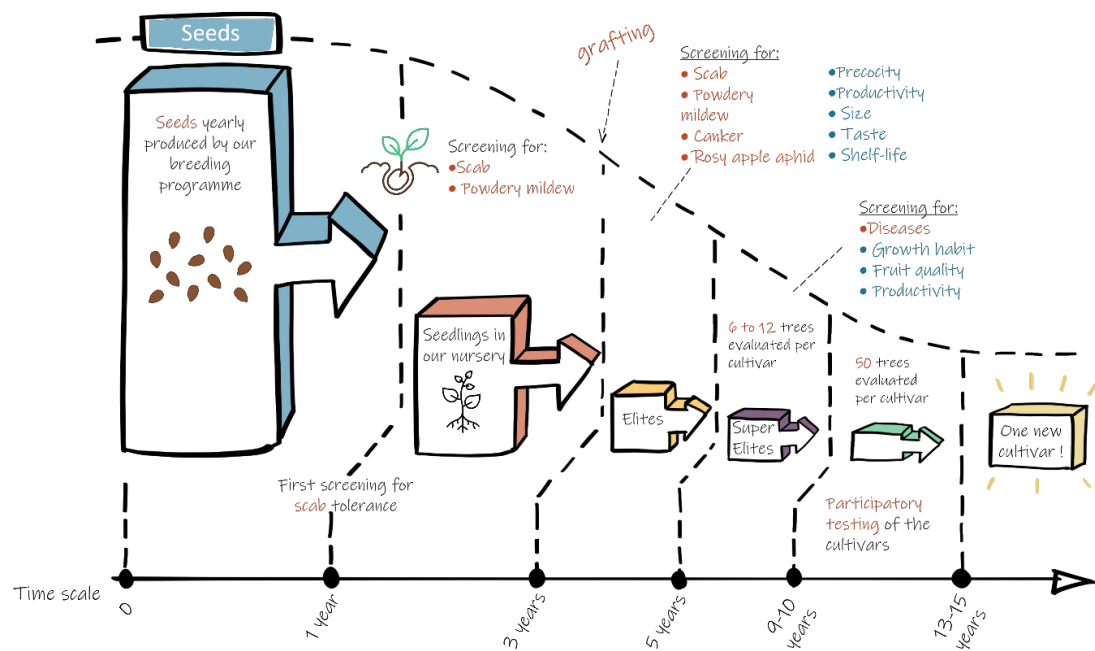 Seeds
Seeds yearly
produced by our
breeding
programme
Screening for:
•Scab
• Powdery mildew
grafting
Screening for:
• Scab
• Powdery
mildew
• Canker
• Rosy apple aphid
•Precocity
•Productivity
• Size
• Taste
• Shelf-life
Screening for:
•Diseases
• Growth habit
• Fruit quality
• Productivity
Seedlings in
our nursery
Elites
6 to 12 trees
evaluated per
cultivar
Super
Elites
50 trees
evaluated
per cultivar
One new
cultivar !
First screening for
scab tolerance
Participatory
testing of the
cultivars
Time scale
0
1 year
3 years
5 years
9-10
years
13-15
years